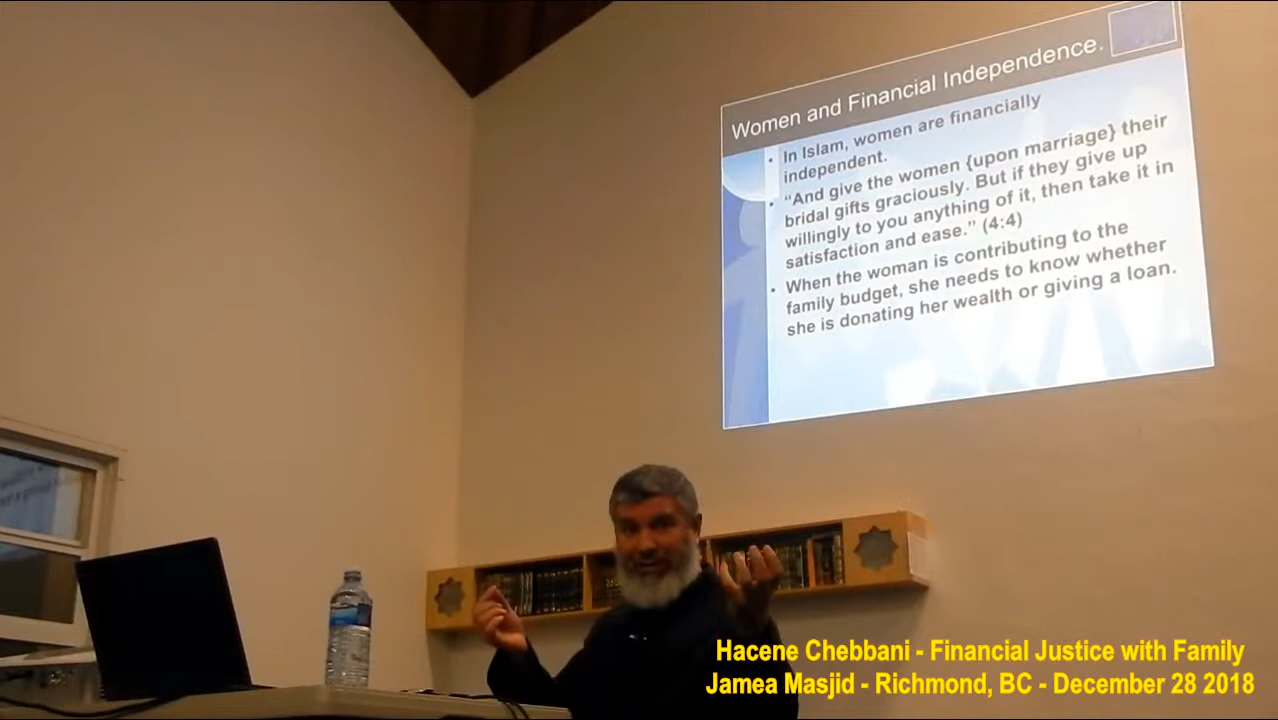 Women and Financial Independence.
• In Islam, women are financially
independent.
• “And give the women {upon marriage} their
bridal gifts graciously. But if they give up
willingly to you anything of it, then take it in
satisfaction and ease.” (4:4)
• When the woman is contributing to the
family budget, she needs to know whether
she is donating her wealth or giving a loan.
Hacene Chebbani - Financial Justice with Family
Jamea Masjid - Richmond, BC - December 28 2018